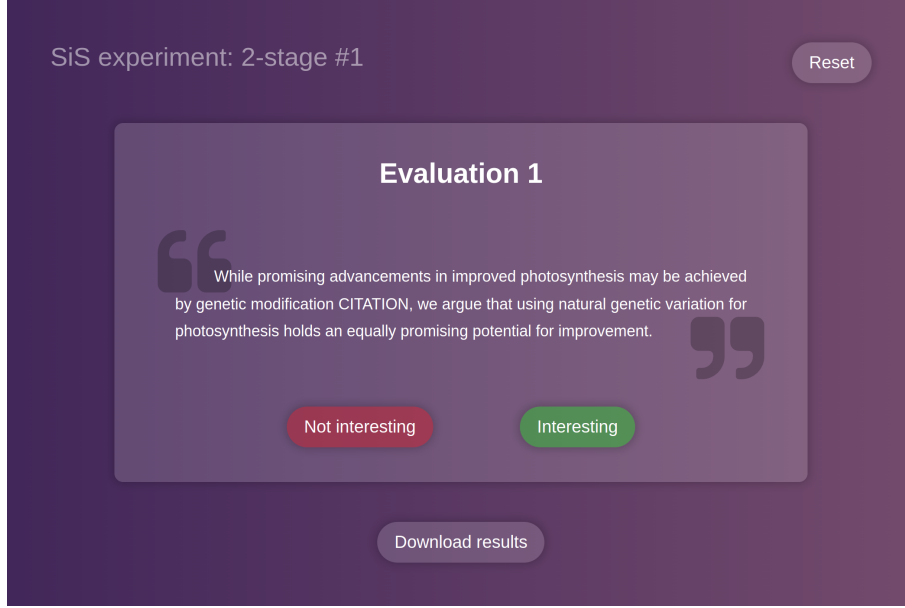 SiS experiment: 2-stage #1
Reset
Evaluation 1
While promising advancements in improved photosynthesis may be achieved
by genetic modification CITATION, we argue that using natural genetic variation for
photosynthesis holds an equally promising potential for improvement.
Not interesting
Interesting
Download results